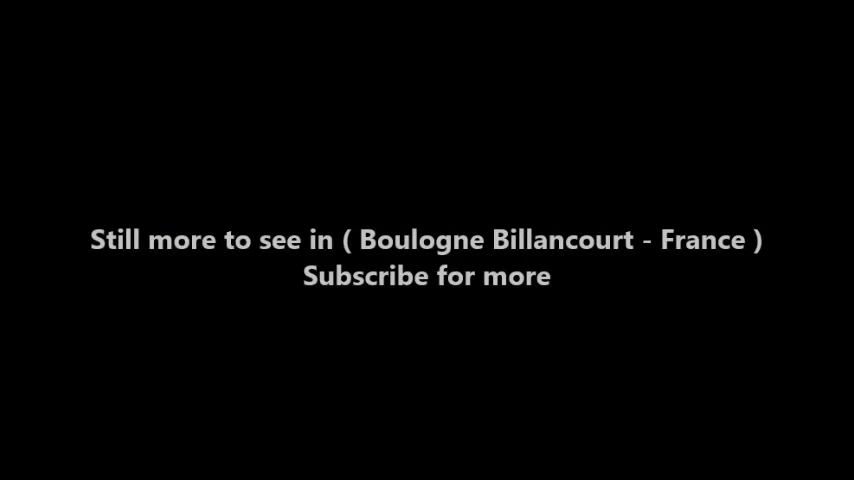 Still more to see in ( Boulogne Billancourt - France )
Subscribe for more